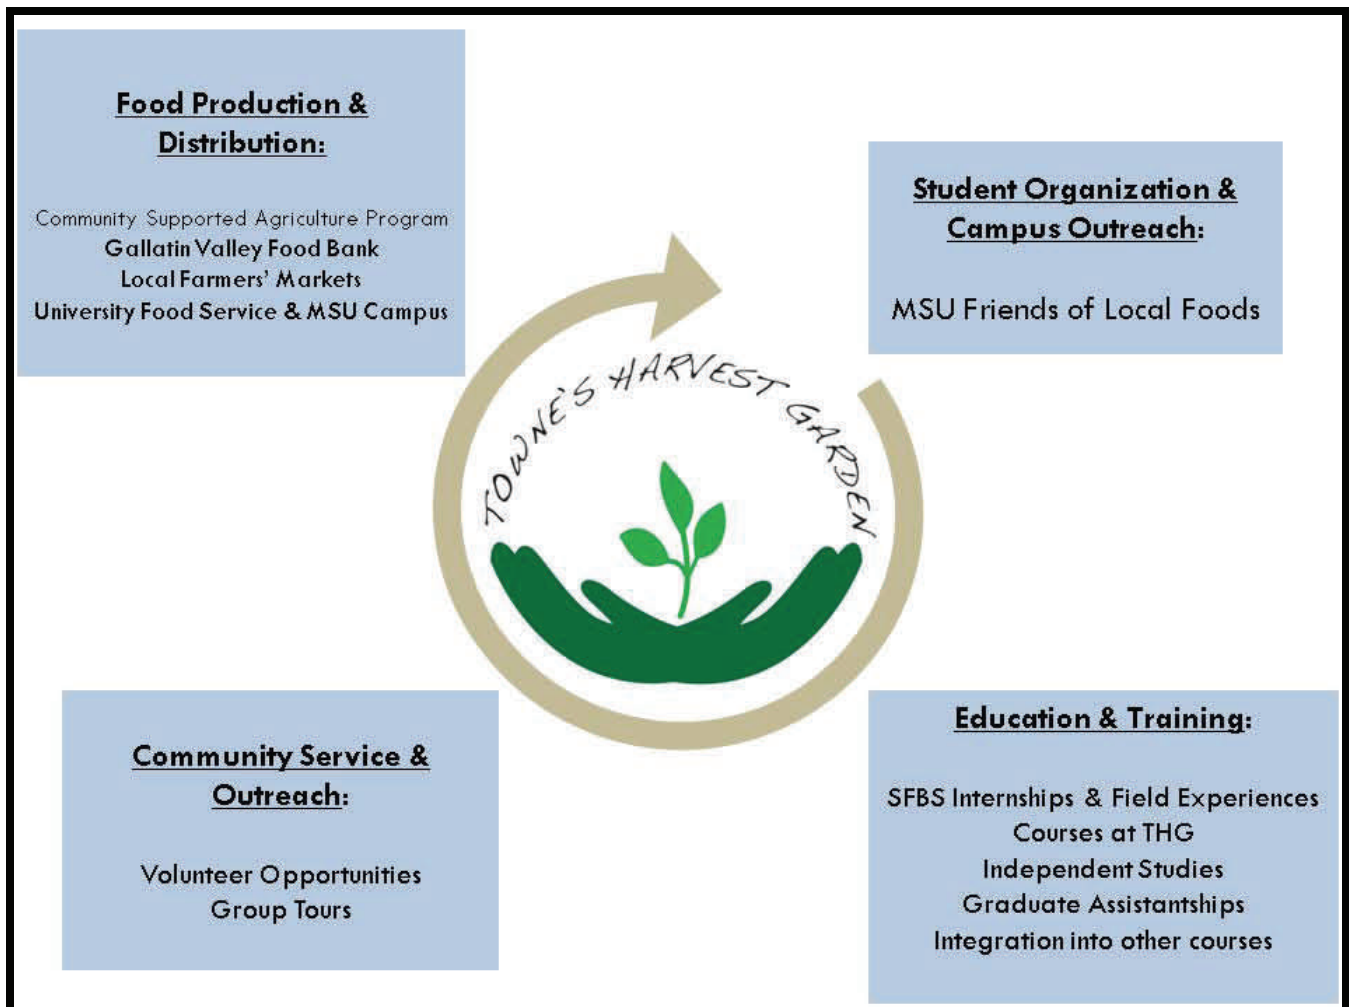 Food Production &
Distribution:
Community Supported Agriculture Program
Gallatin Valley Food Bank
Local Farmers' Markets
University Food Service & MSU Campus
Student Organization &
Campus Outreach:
MSU Friends of Local Foods
TOWNE'S HARVEST GARDEN
Community Service &
Outreach:
Volunteer Opportunities
Group Tours
Education & Training:
SFBS Internships & Field Experiences
Courses at THG
Independent Studies
Graduate Assistantships
Integration into other courses